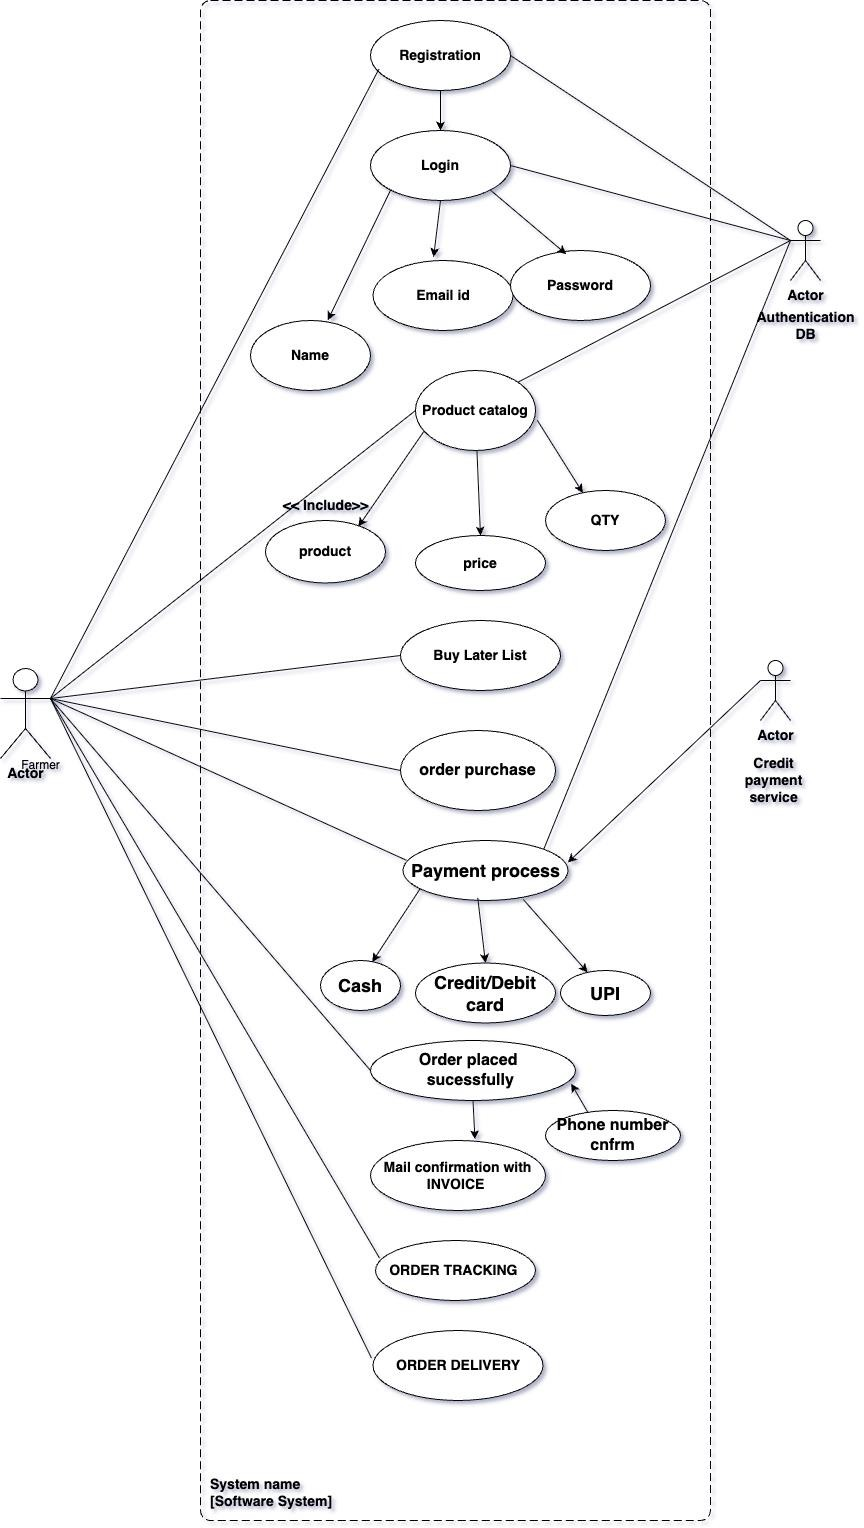 Registration
Login
Email id
Password
Name
Actor
Authentication
DB
Product catalog
<< Include>>
product
price
QTY
Buy Later List
Actor
Farmer
order purchase
Actor
Credit
payment
service
Payment process
Cash
Credit/Debit
card
UPI
Order placed
sucessfully
Phone number
cnfrm
Mail confirmation with
INVOICE
ORDER TRACKING
ORDER DELIVERY
System name
[Software System]